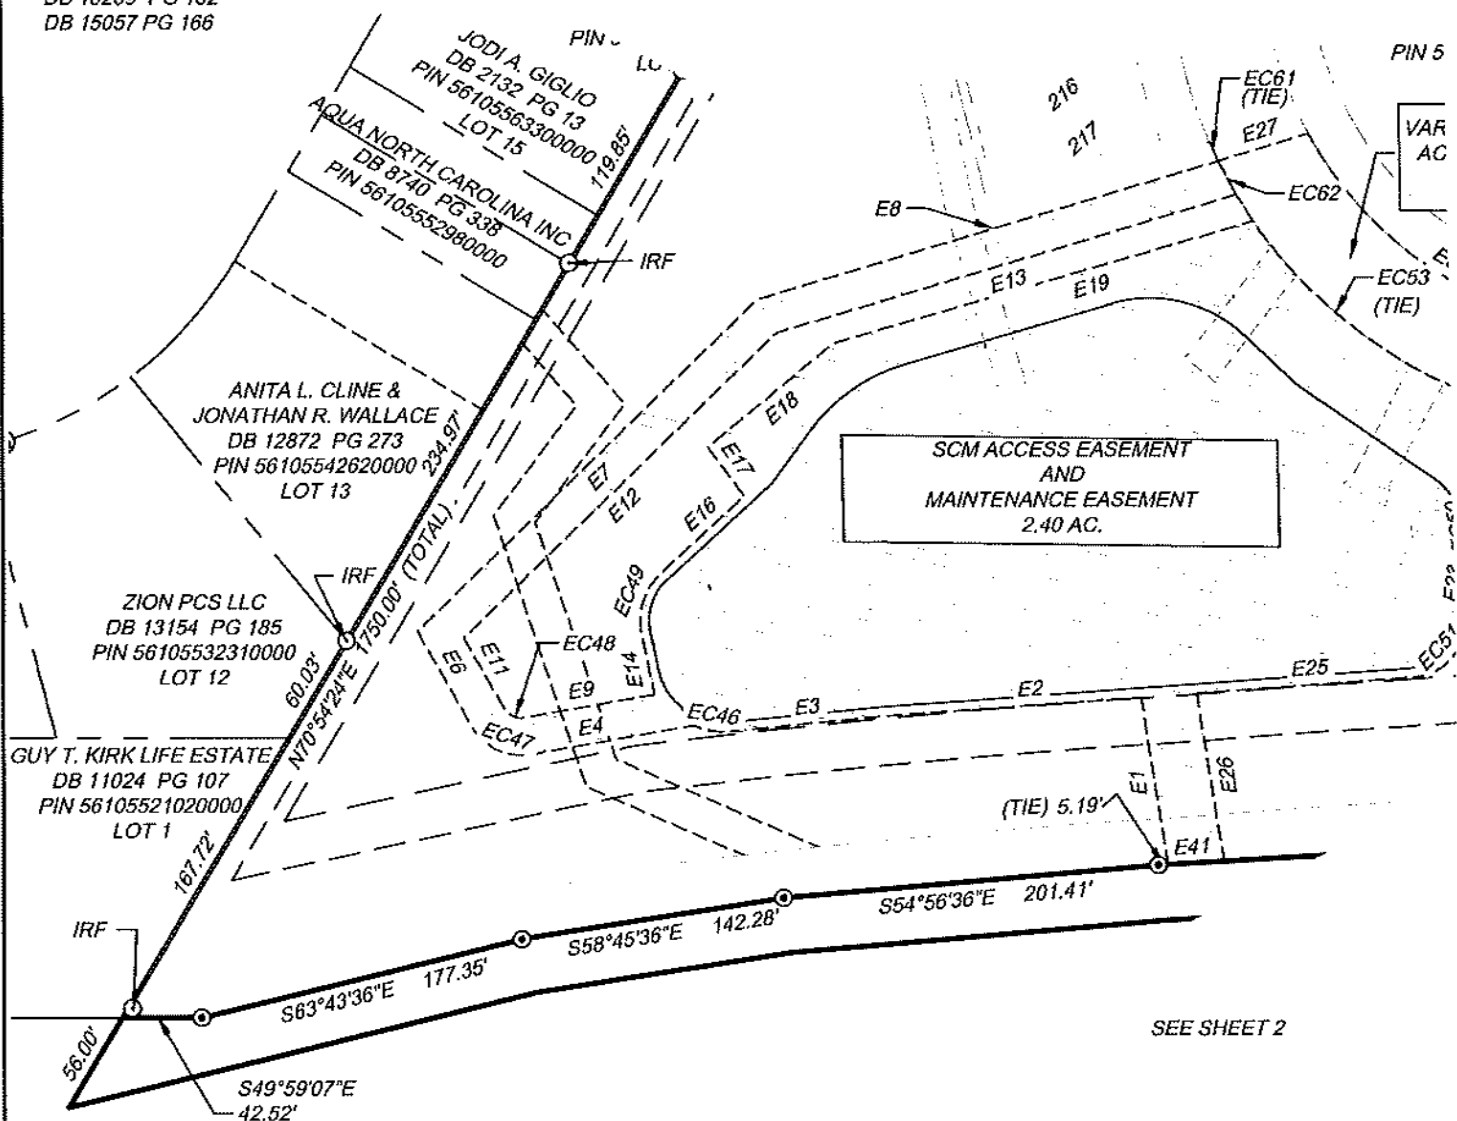 DB 15057 PG 166
JODI A. GIGLIO
DB 2132 PG 13
PIN 56105563300000
LOT 15
PIN
AQUA NORTH CAROLINA INC
DB 8740 PG 338
PIN 56105552980000
119.85'
IRF
216
217
EC61
(TIE)
E27
PIN 5
VAR
AC
EC62
E8
E13
E19
EC53
(TIE)
ANITA L. CLINE &
JONATHAN R. WALLACE
DB 12872 PG 273
PIN 56105542620000
LOT 13
234.97'
E18
E17
E7
E12
E16
SCM ACCESS EASEMENT
AND
MAINTENANCE EASEMENT
2.40 AC.
IRF
N70°54'24"E 1750.00' (TOTAL)
ZION PCS LLC
DB 13154 PG 185
PIN 56105532310000
LOT 12
60.03'
EC49
EC48
E6
E11
E14
E9
E4
EC47
EC46
E3
E2
E25
EC51
GUY T. KIRK LIFE ESTATE
DB 11024 PG 107
PIN 56105521020000
LOT 1
167.72'
E1
E26
(TIE) 5.19'
E41
S54°56'36"E 201.41'
S58°45'36"E 142.28'
S63°43'36"E 177.35'
IRF
56.00'
S49°59'07"E
42.52'
SEE SHEET 2